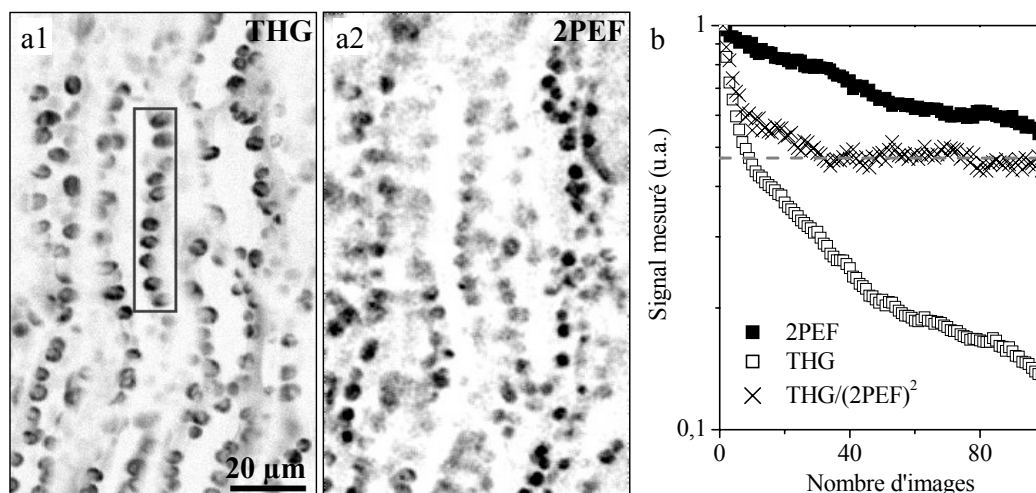 a1
THG
20 µm
a2
2PEF
b
1
0,1
Signal mesuré (u.a.)
2PEF
THG
THG/(2PEF)²
0
40
80
Nombre d'images